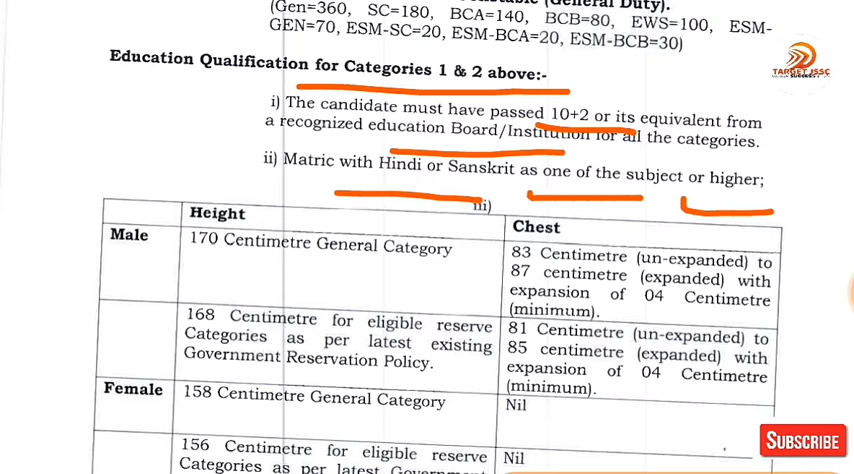 (General Duty).
(Gen=360, SC=180, BCA=140, BCB=80, EWS=100, ESM-
GEN=70, ESM-SC=20, ESM-BCA=20, ESM-BCB=30)
TARGET JSSC
SUCCESS
Education Qualification for Categories 1 & 2 above:-
i) The candidate must have passed 10+2 or its equivalent from
a recognized education Board/Institution for all the categories.
ii) Matric with Hindi or Sanskrit as one of the subject or higher;
iii)
Height
Chest
Male
170 Centimetre General Category
83 Centimetre (un-expanded) to
87 centimetre (expanded) with
expansion of 04 Centimetre
(minimum).
168 Centimetre for eligible reserve
Categories as per latest existing
Government Reservation Policy.
81 Centimetre (un-expanded) to
85 centimetre (expanded) with
expansion of 04 Centimetre
(minimum).
Female
158 Centimetre General Category
Nil
156 Centimetre for eligible reserve
Categories as per latest
Nil
SUBSCRIBE